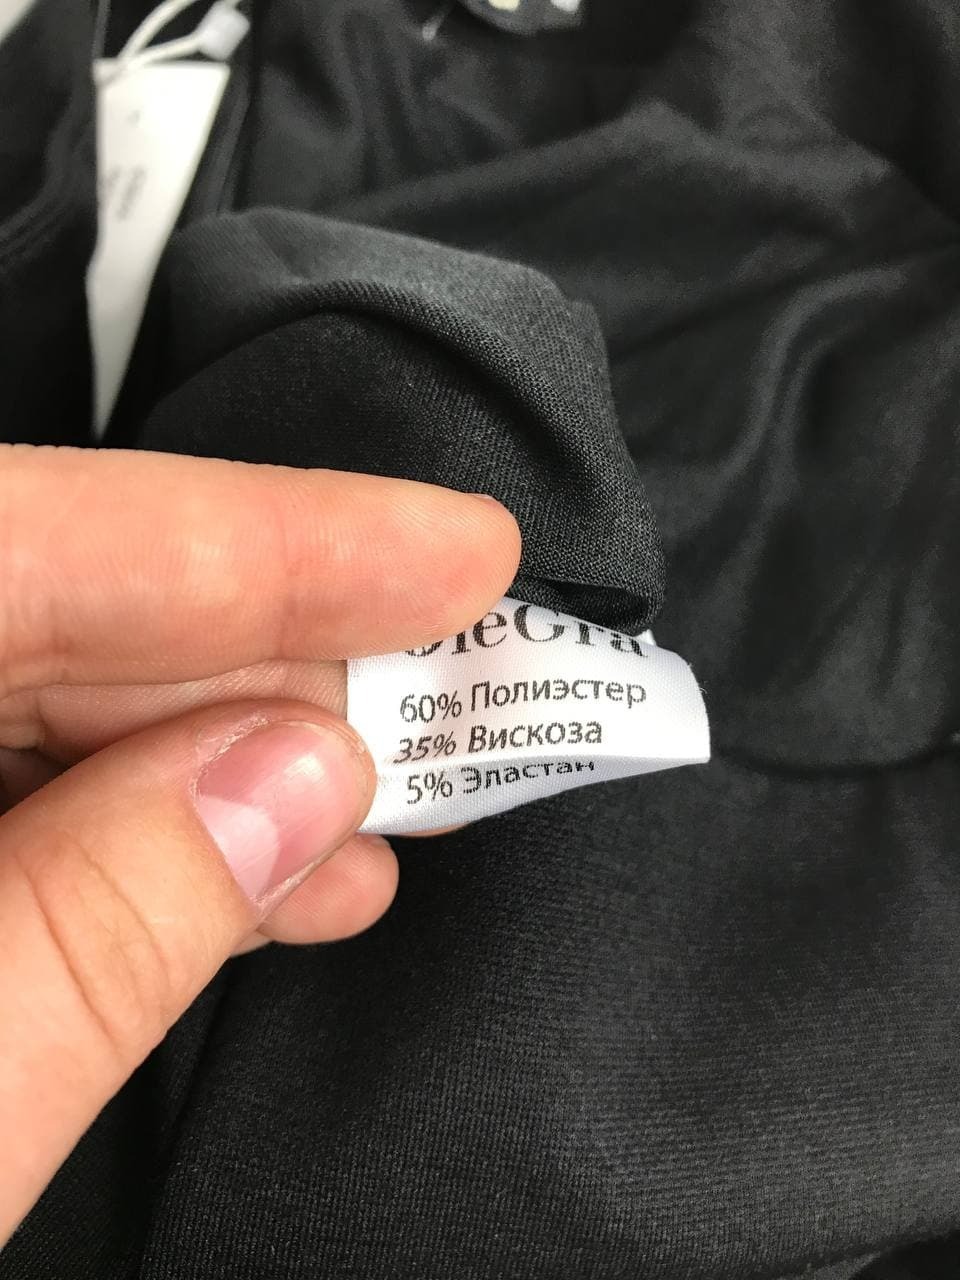 60% Полиэстер
35% Вискоза
5% Эластан